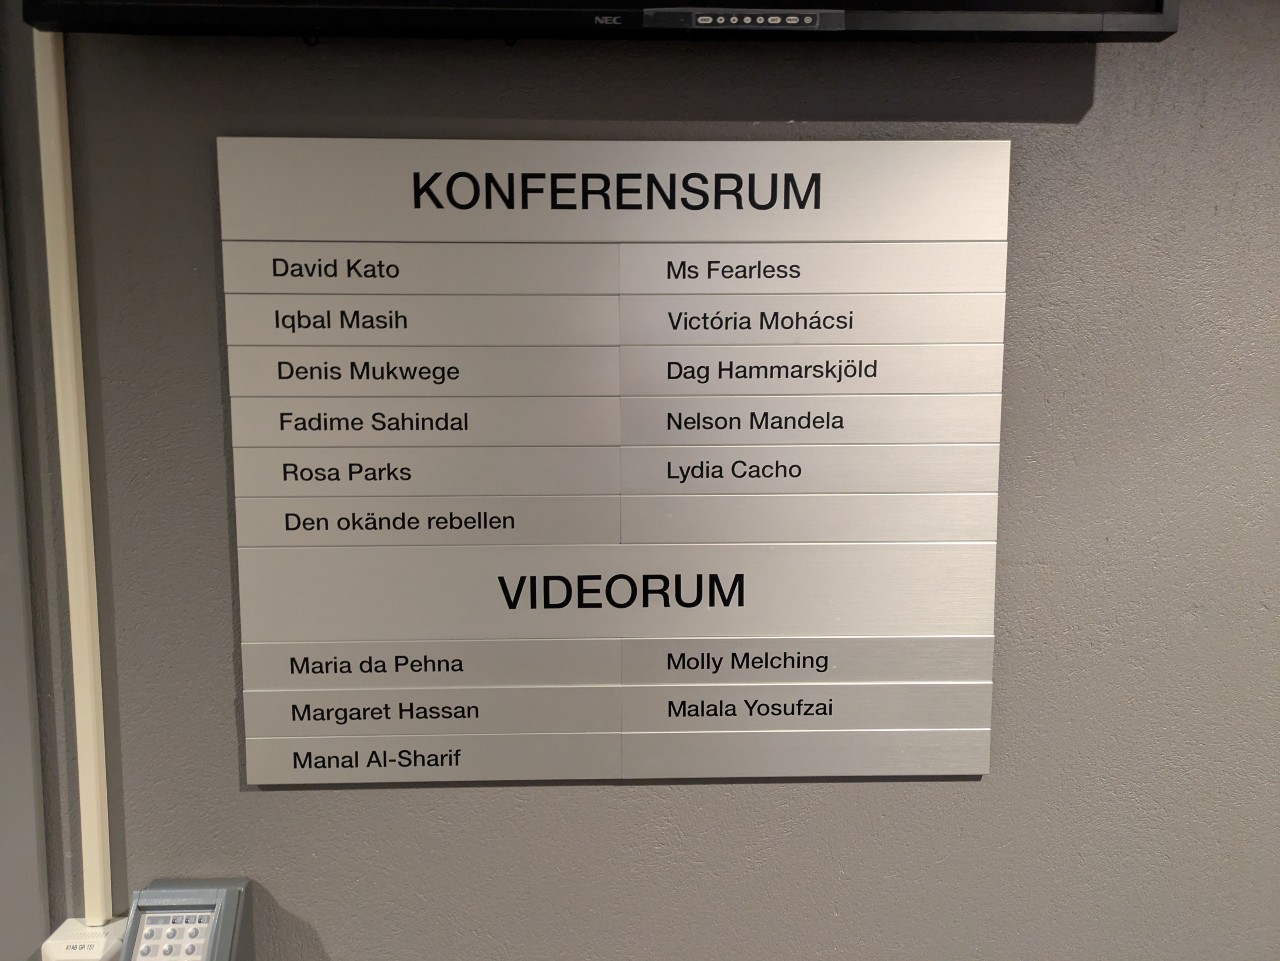 NEC
KONFERENSRUM
David Kato
Ms Fearless
Iqbal Masih
Victória Mohácsi
Denis Mukwege
Dag Hammarskjöld
Fadime Sahindal
Nelson Mandela
Rosa Parks
Lydia Cacho
Den okände rebellen
VIDEORUM
Maria da Pehna
Molly Melching
Margaret Hassan
Malala Yosufzai
Manal Al-Sharif